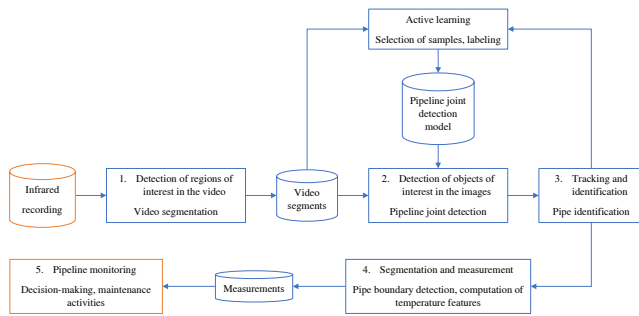 Active learning
Selection of samples, labeling
Pipeline joint
detection
model
Infrared
recording
1. Detection of regions of
interest in the video
Video segmentation
Video
segments
2. Detection of objects of
interest in the images
Pipeline joint detection
3. Tracking and
identification
Pipe identification
5. Pipeline monitoring
Decision-making, maintenance
activities
Measurements
4. Segmentation and measurement
Pipe boundary detection, computation of
temperature features